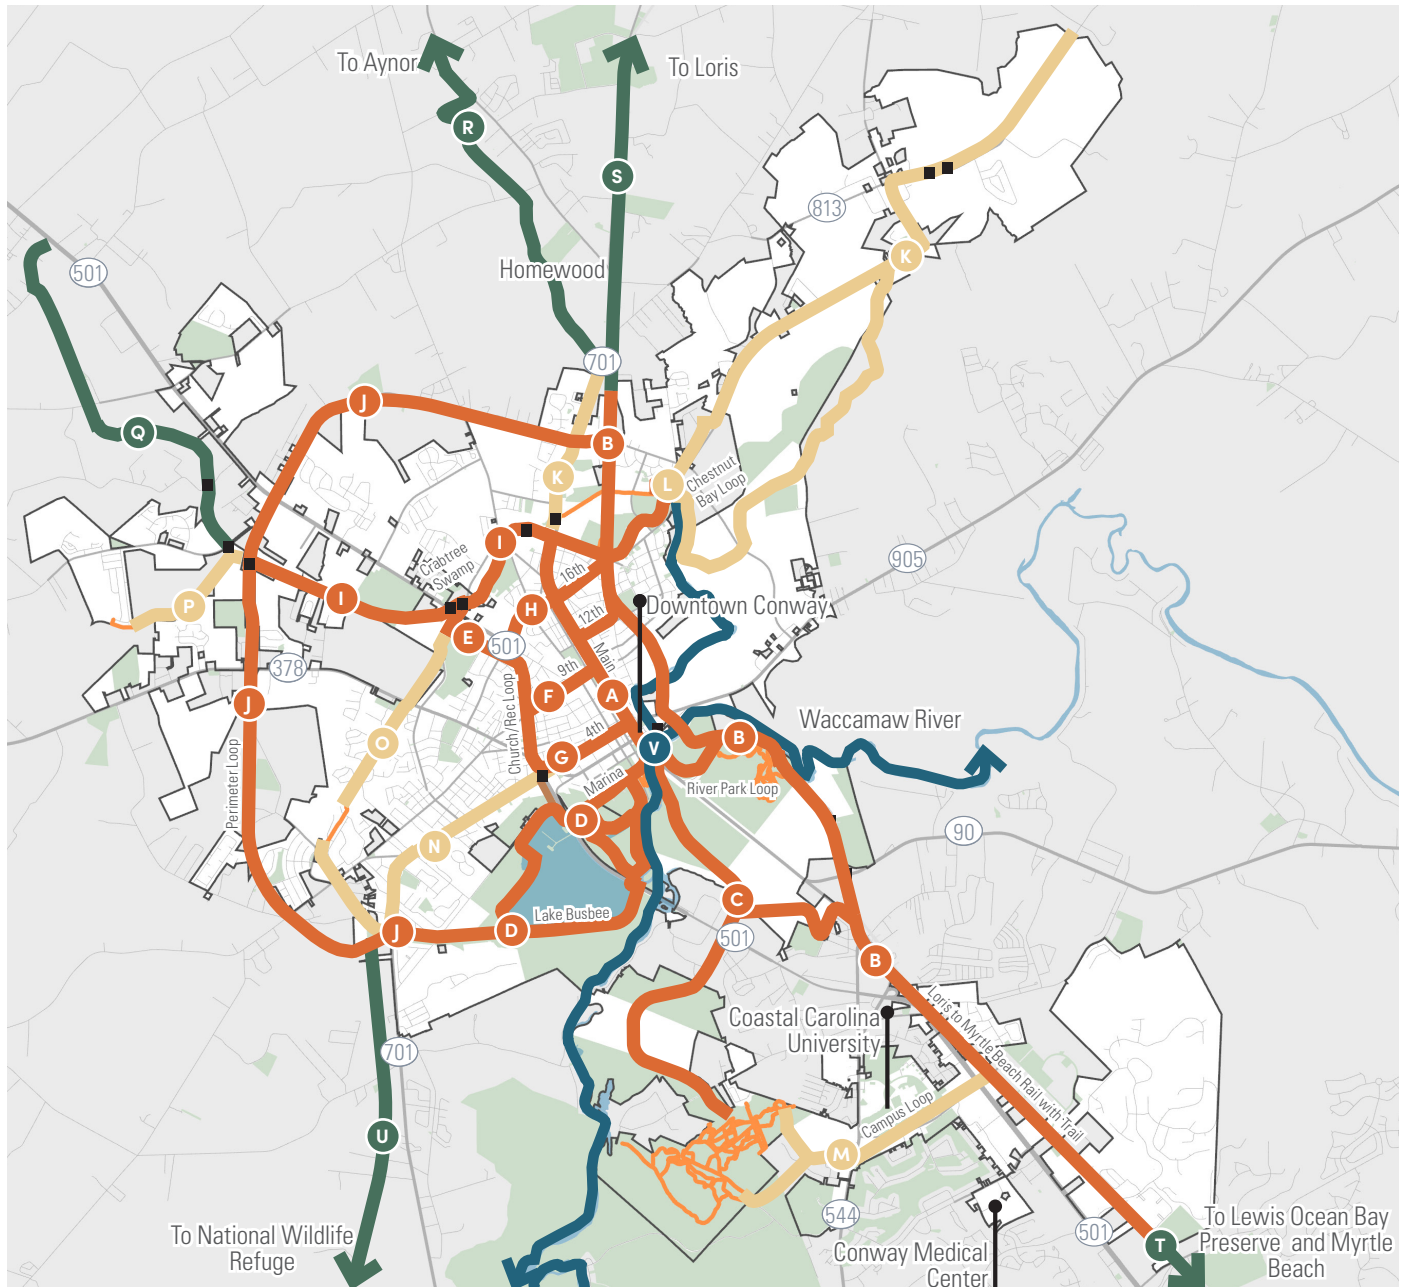 To Aynor
To Loris
R
S
813
K
501
Homewood
701
J
B
Q
K
L
Chestnut
Bay Loop
I
Crabtree
Swamp
905
16th
I
P
H
12th
Downtown Conway
E
501
Main
378
9th
J
Church/Rec Loop
F
A
4th
Waccamaw River
O
G
V
B
Perimeter Loop
Marina
River Park Loop
D
90
N
C
Lake Busbee
J
D
501
B
Loris to Myrtle Beach Rail with Trail
Coastal Carolina
University
701
Campus Loop
U
M
544
501
To National Wildlife
Refuge
Conway Medical
Center
T
To Lewis Ocean Bay
Preserve and Myrtle
Beach